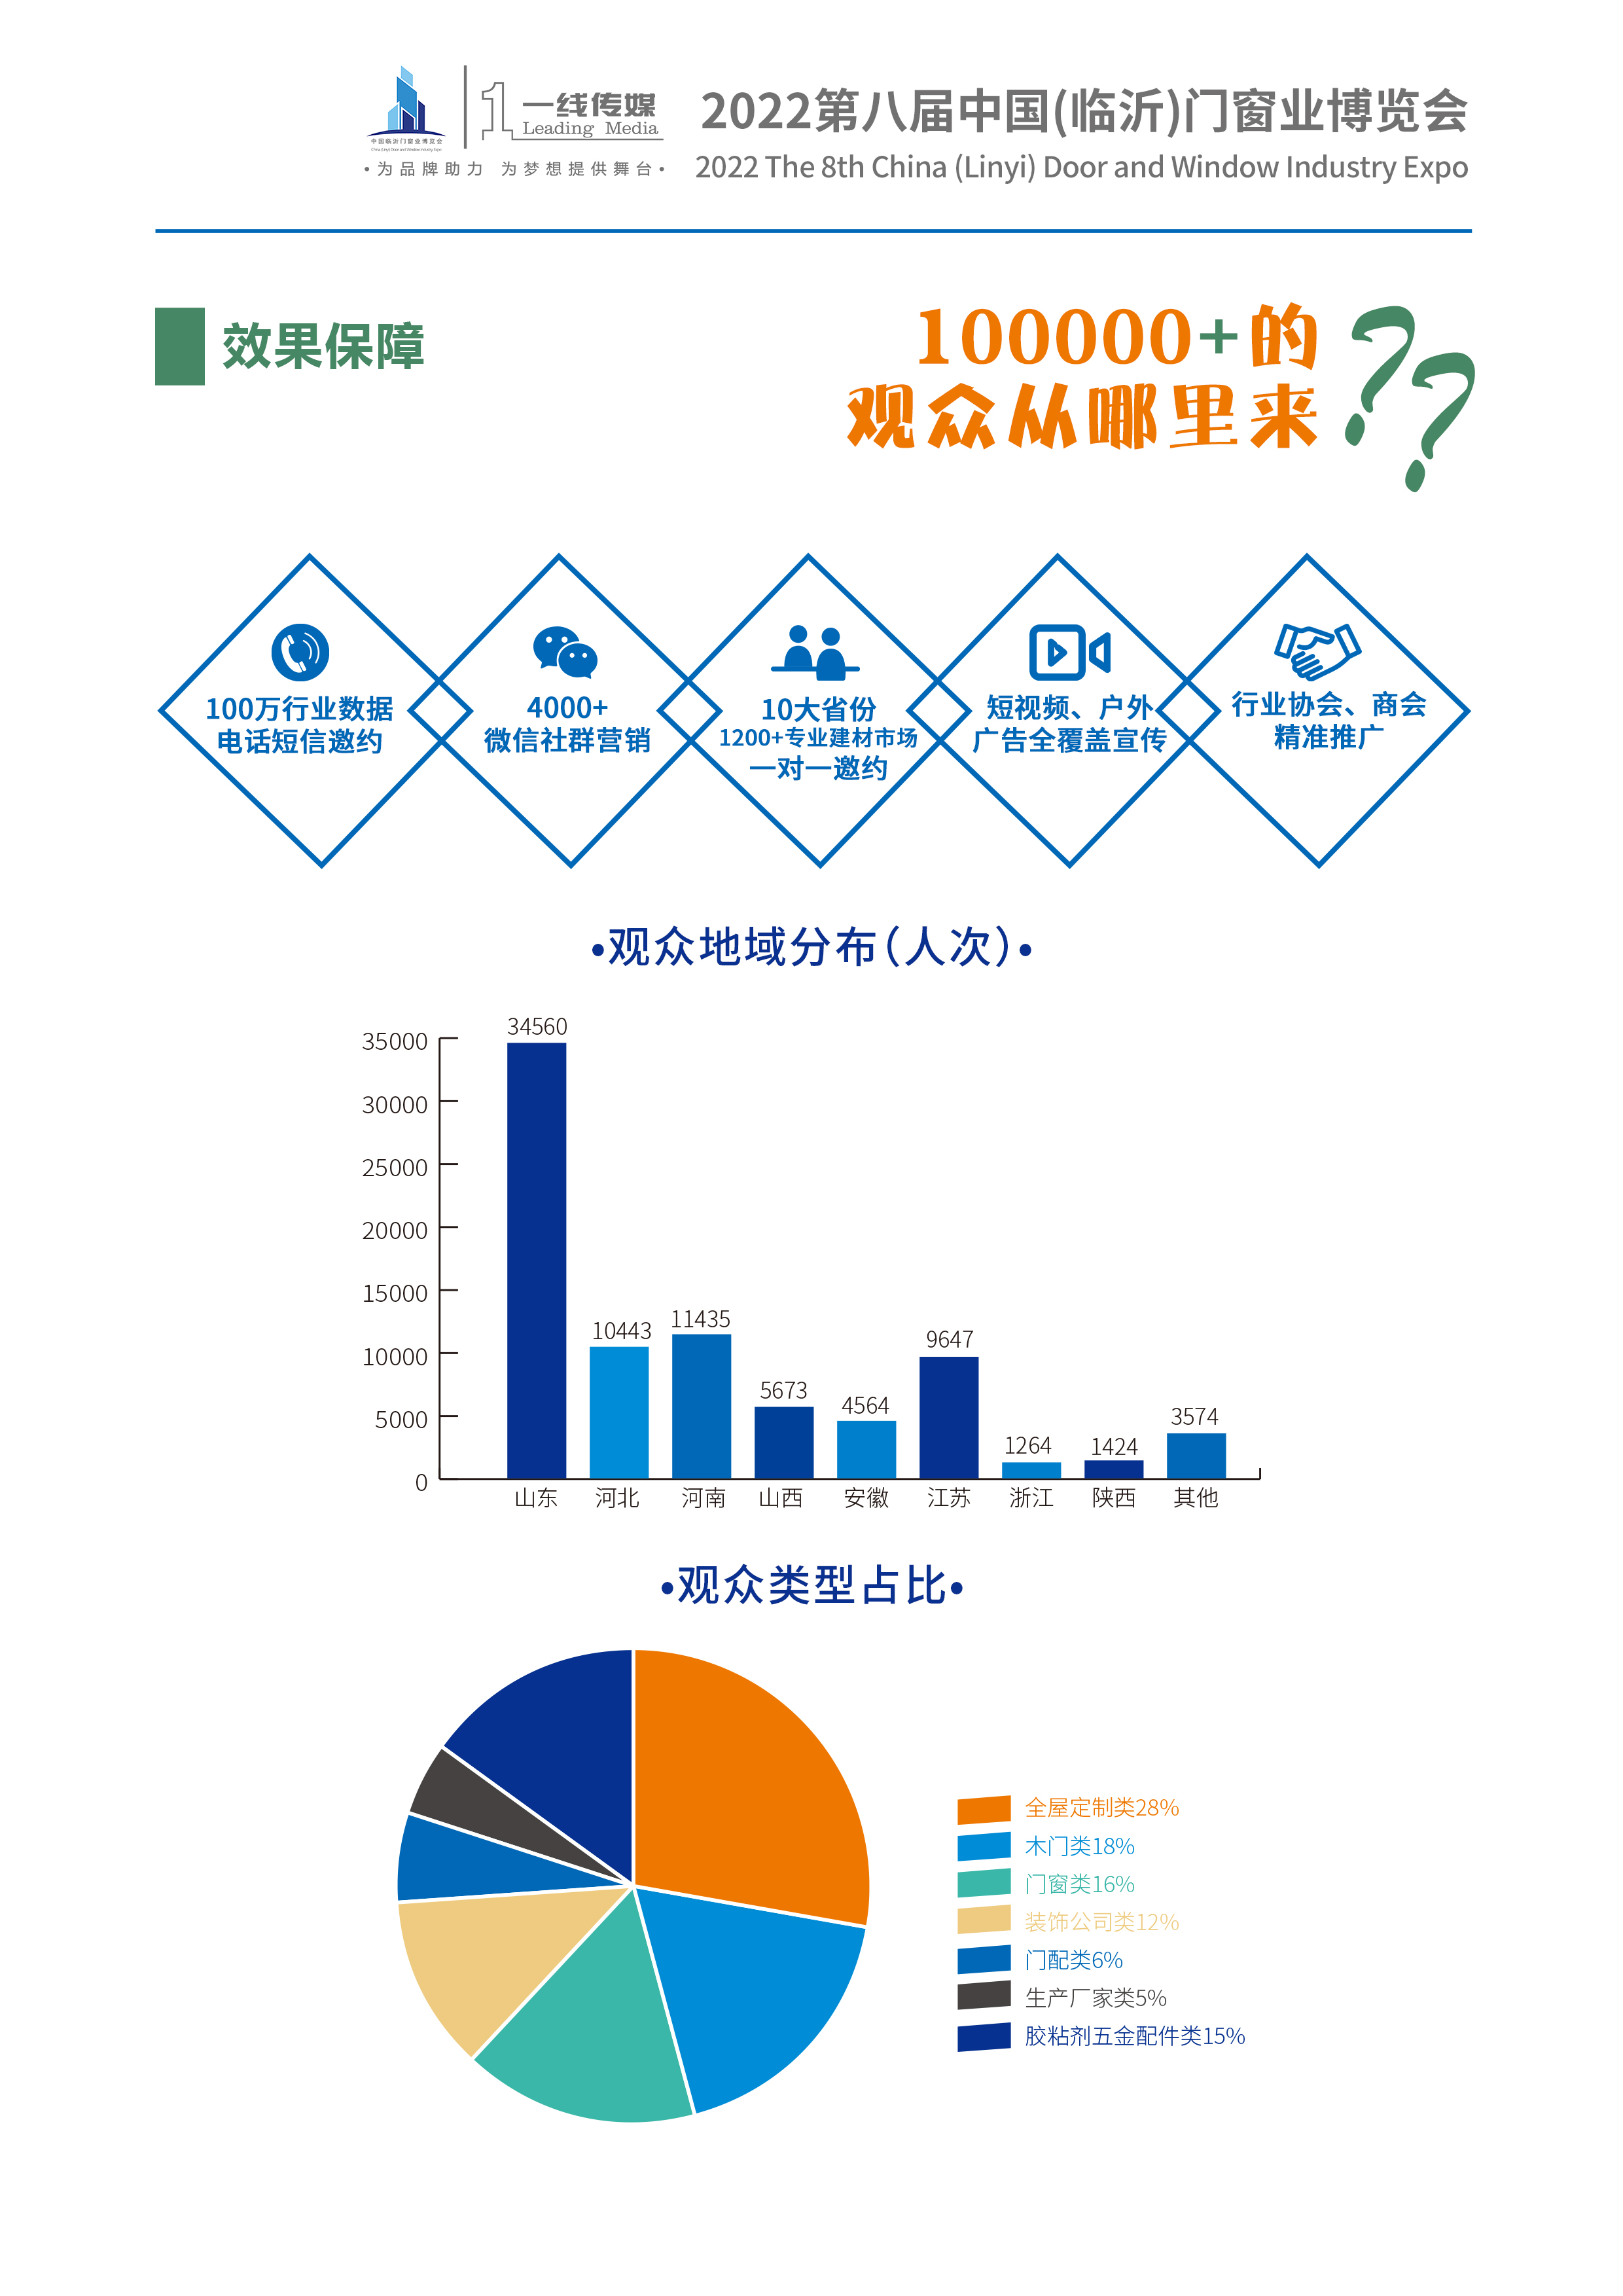 中国临沂门窗业博览会
一线传媒
Leading Media
•为品牌助力 为梦想提供舞台•
2022第八届中国(临沂)门窗业博览会
2022 The 8th China (Linyi) Door and Window Industry Expo
效果保障
100000+的
观众从哪里来
??
100万行业数据
电话短信邀约
4000+
微信社群营销
10大省份
1200+专业建材市场
一对一邀约
短视频、户外
广告全覆盖宣传
行业协会、商会
精准推广
•观众地域分布(人次)•
35000
30000
25000
20000
15000
10000
5000
0
34560
10443
11435
5673
4564
9647
1264
1424
3574
山东 河北 河南 山西 安徽 江苏 浙江 陕西 其他
•观众类型占比•
全屋定制类28%
木门类18%
门窗类16%
装饰公司类12%
门配类6%
生产厂家类5%
胶粘剂五金配件类15%